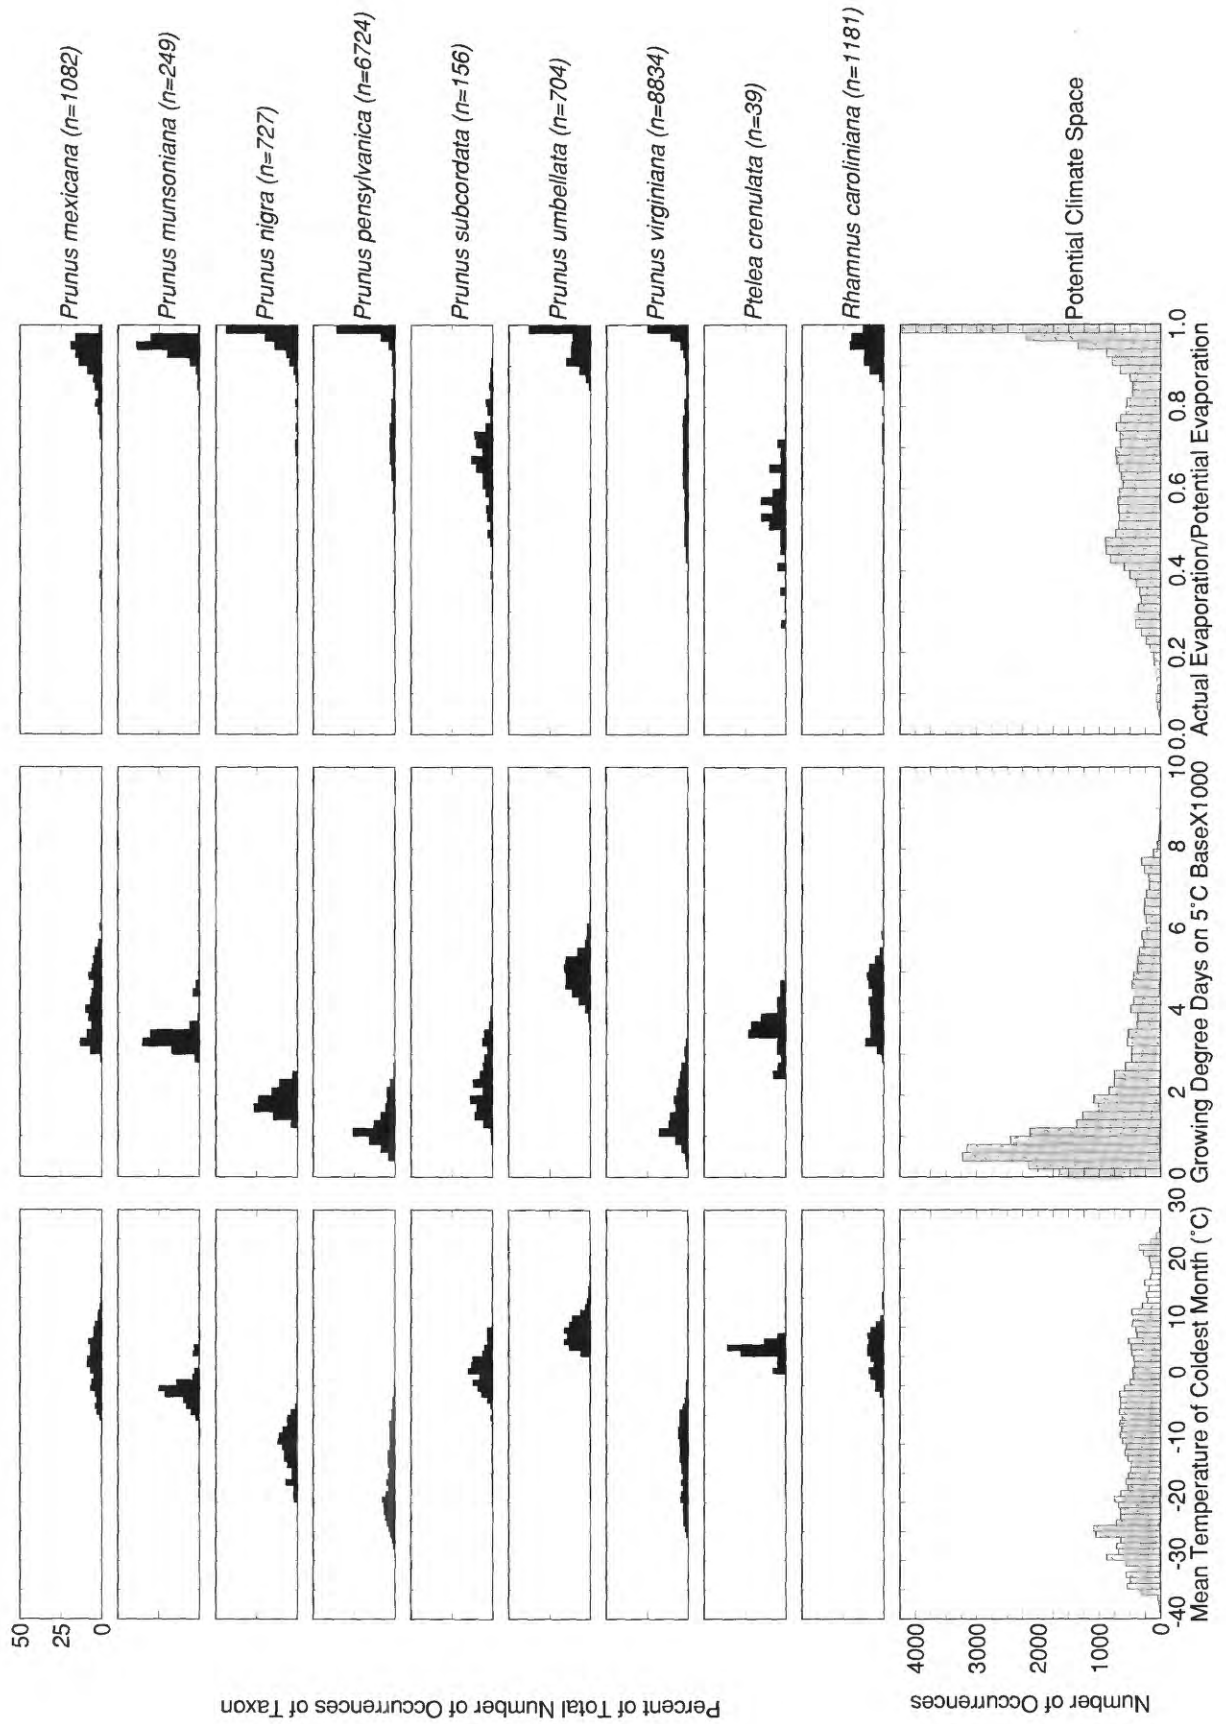 Percent of Total Number of Occurrences of Taxon
50
25
0
Prunus mexicana (n=1082)
Prunus munsoniana (n=249)
Prunus nigra (n=727)
Prunus pensylvanica (n=6724)
Prunus subcordata (n=156)
Prunus umbellata (n=704)
Prunus virginiana (n=8834)
Ptelea crenulata (n=39)
Rhamnus caroliniana (n=1181)
Potential Climate Space
Number of Occurrences
4000
3000
2000
1000
0
-40 -30 -20 -10 0 10 20 30
Mean Temperature of Coldest Month (°C)
0 2 4 6 8 10
Growing Degree Days on 5°C BaseX1000
0.0 0.2 0.4 0.6 0.8 1.0
Actual Evaporation/Potential Evaporation